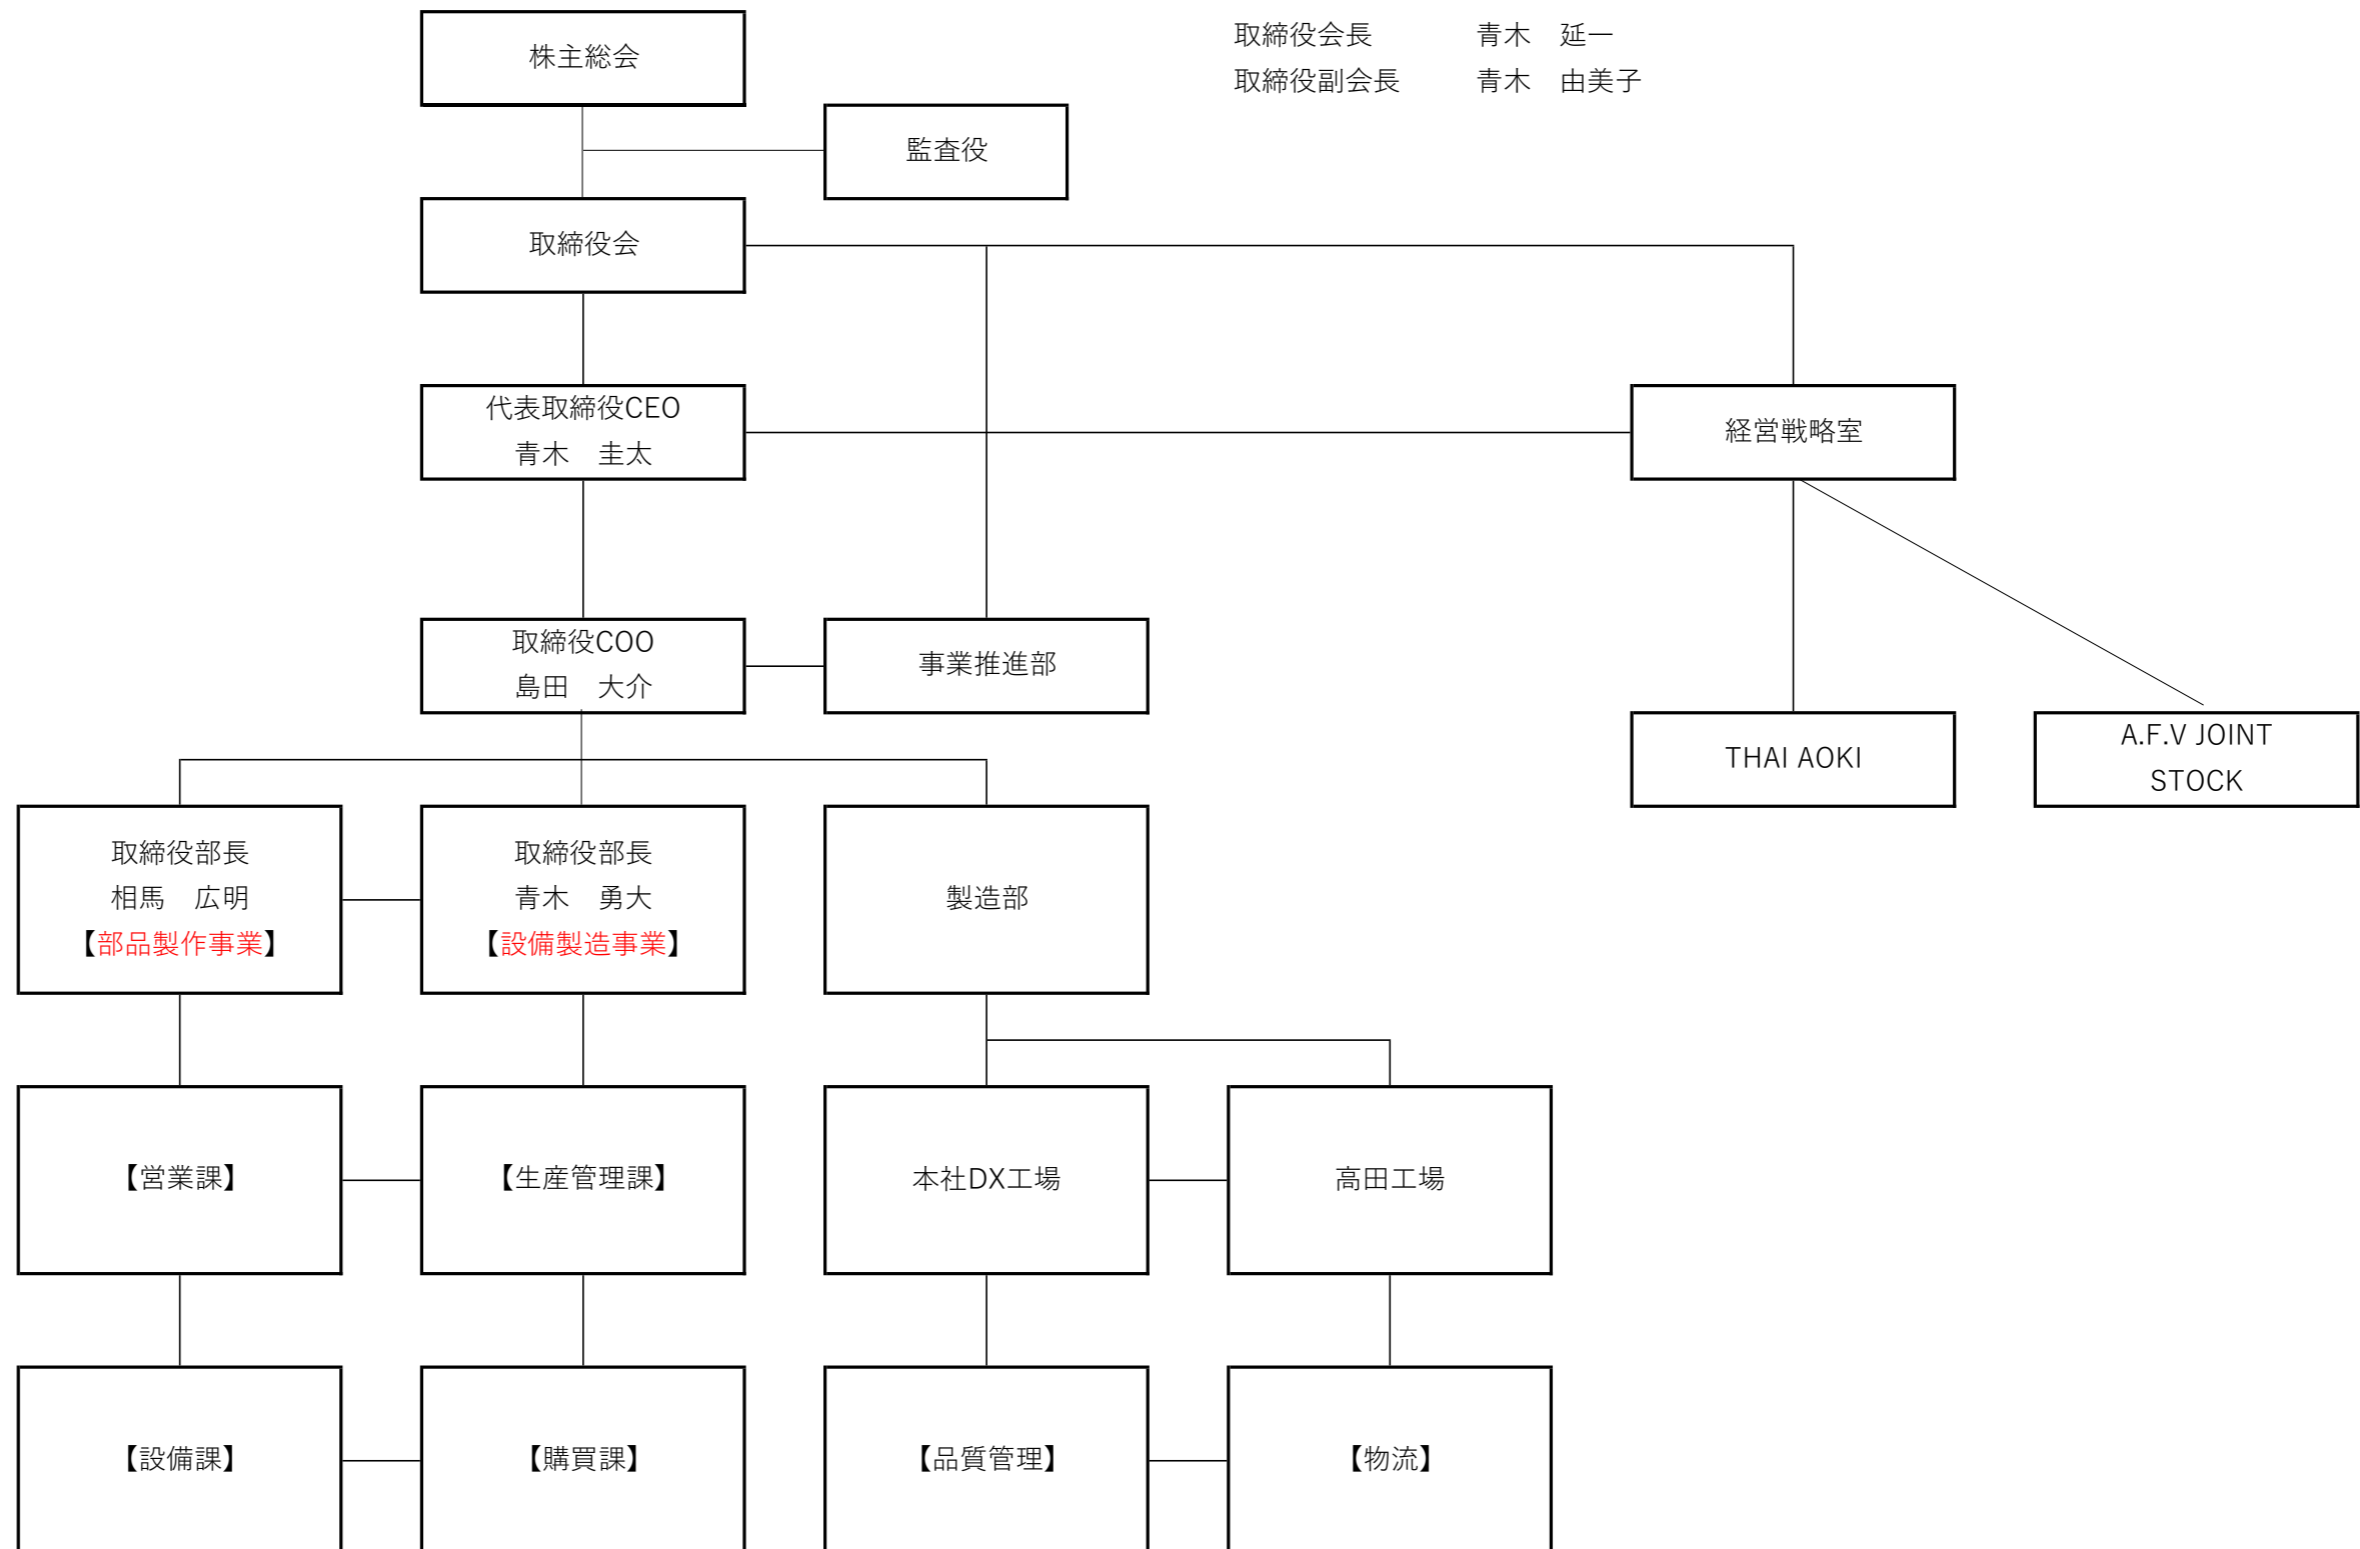 株主総会
取締役会長　青木　延一
取締役副会長　青木　由美子
監査役
取締役会
代表取締役CEO
青木　圭太
経営戦略室
取締役COO
島田　大介
事業推進部
THAI AOKI
A.F.V JOINT
STOCK
取締役部長
相馬　広明
【部品製作事業】
取締役部長
青木　勇大
【設備製造事業】
製造部
【営業課】
【生産管理課】
本社DX工場
高田工場
【設備課】
【購買課】
【品質管理】
【物流】